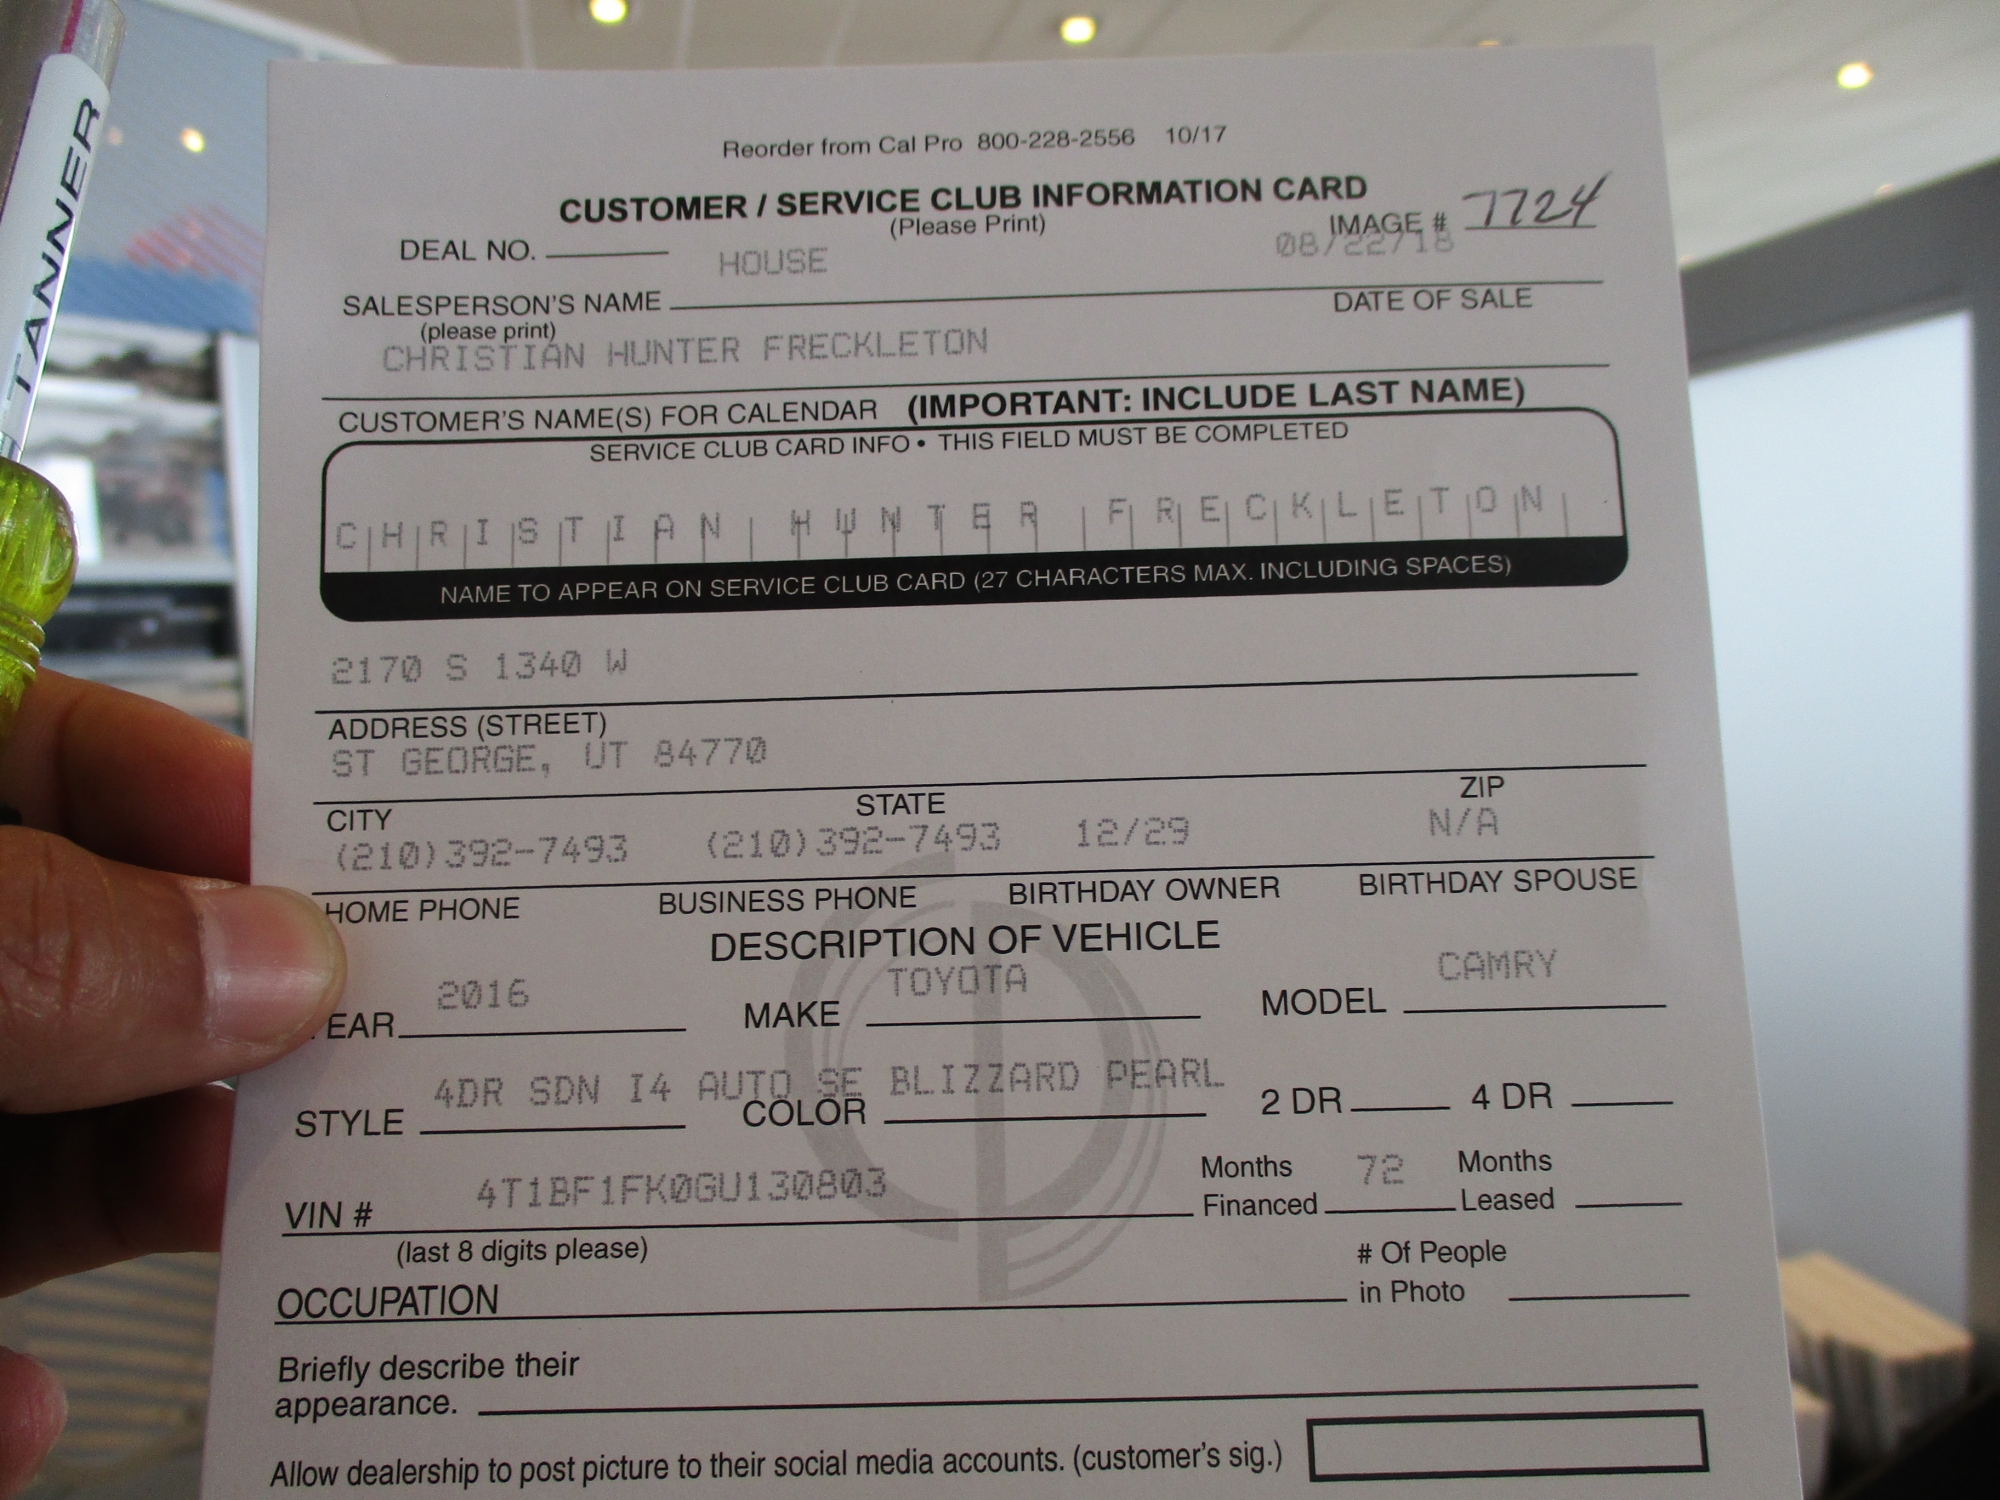 TANNER
Reorder from Cal Pro 800-228-2556 10/17
CUSTOMER / SERVICE CLUB INFORMATION CARD
(Please Print)
IMAGE # 7724
DEAL NO.
HOUSE
08/22/18
SALESPERSON'S NAME
DATE OF SALE
(please print)
CHRISTIAN HUNTER FRECKLETON
CUSTOMER'S NAME(S) FOR CALENDAR (IMPORTANT: INCLUDE LAST NAME)
SERVICE CLUB CARD INFO • THIS FIELD MUST BE COMPLETED
CHRISTIAN HUNTER FRECKLETON
NAME TO APPEAR ON SERVICE CLUB CARD (27 CHARACTERS MAX. INCLUDING SPACES)
2170 S 1340 W
ADDRESS (STREET)
ST GEORGE, UT 84770
CITY STATE ZIP
(210)392-7493 (210)392-7493 12/29 N/A
HOME PHONE BUSINESS PHONE BIRTHDAY OWNER BIRTHDAY SPOUSE
DESCRIPTION OF VEHICLE
2016 TOYOTA CAMRY
EAR MAKE MODEL
4DR SDN I4 AUTO SE BLIZZARD PEARL
STYLE COLOR 2 DR 4 DR
4T1BF1FK0GU130803
VIN #
Months Financed 72 Months Leased
(last 8 digits please)
# Of People in Photo
OCCUPATION
Briefly describe their
appearance.
Allow dealership to post picture to their social media accounts. (customer's sig.)